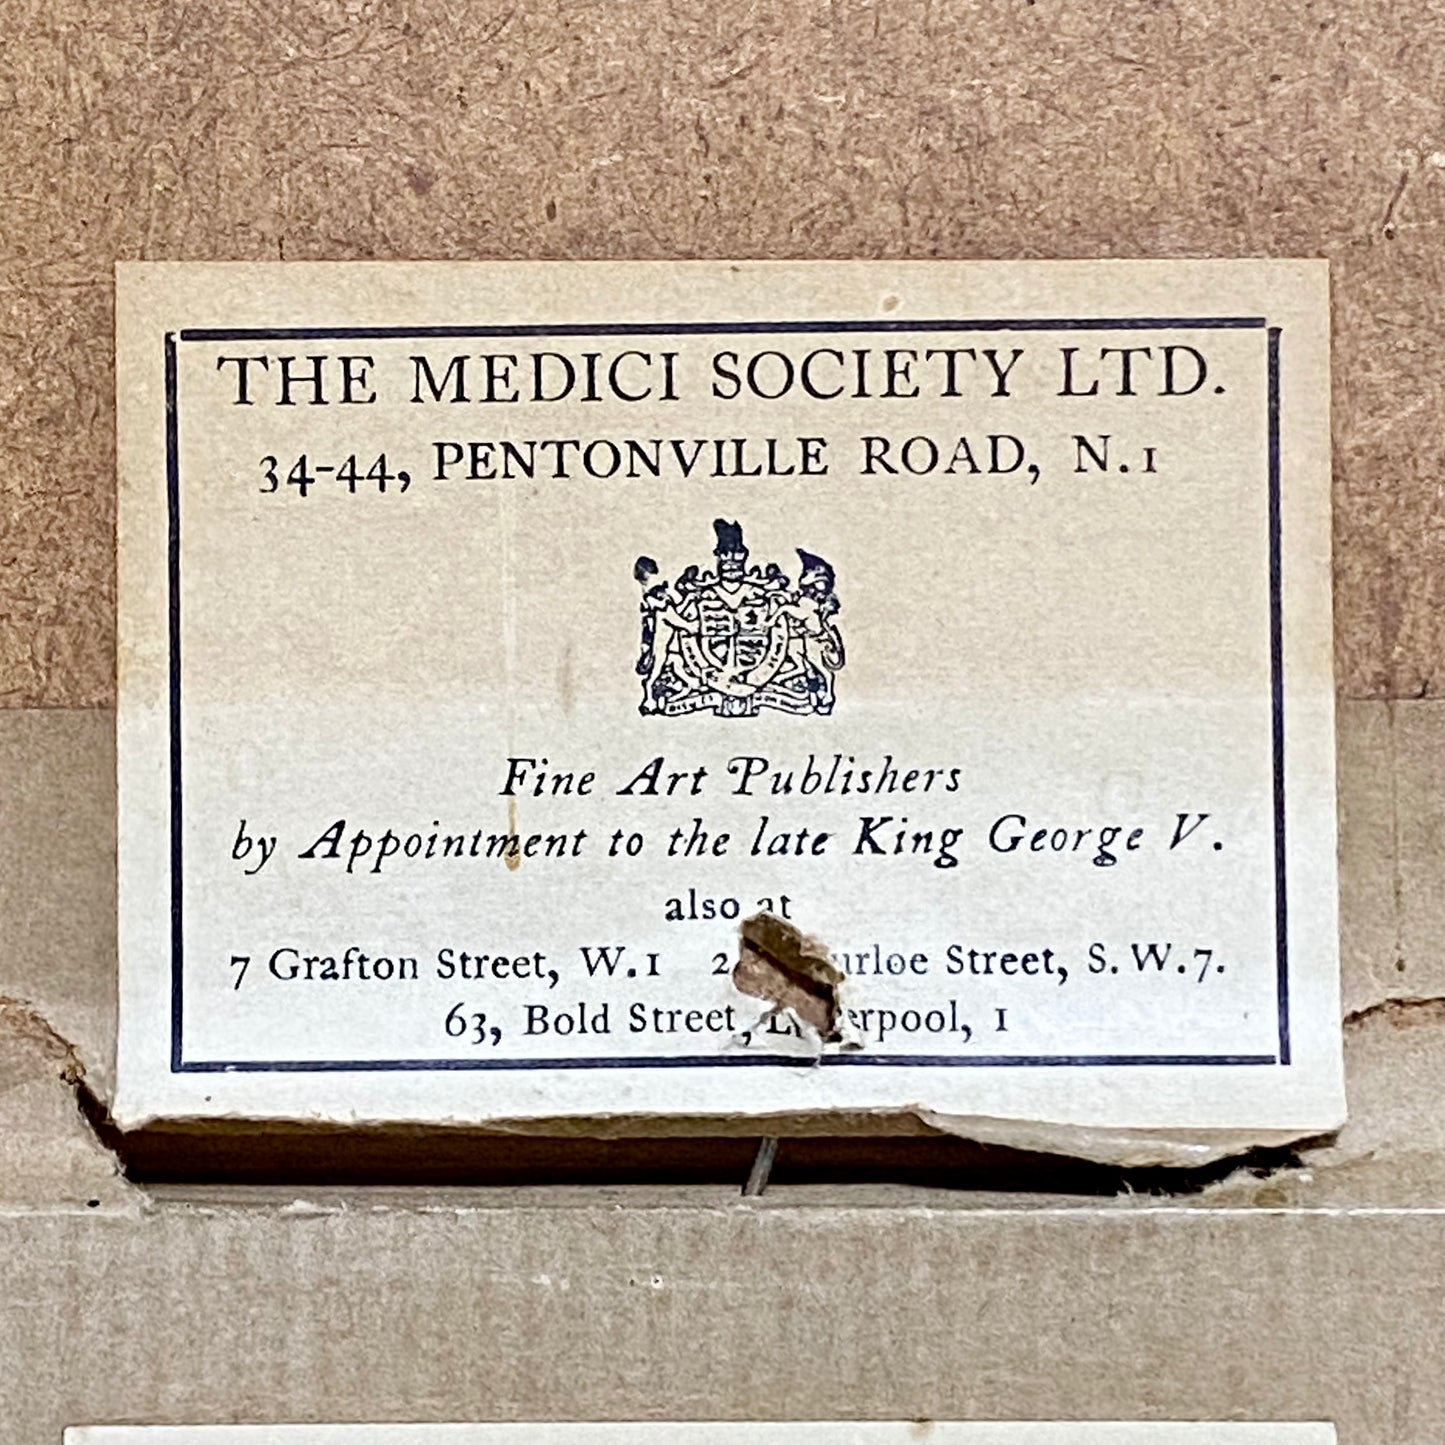 THE MEDICI SOCIETY LTD.
34-44, PENTONVILLE ROAD, N.1
Fine Art Publishers
by Appointment to the late King George V.
also at
7 Grafton Street, W.1 Street, S.W.7.
63, Bold Street, 1